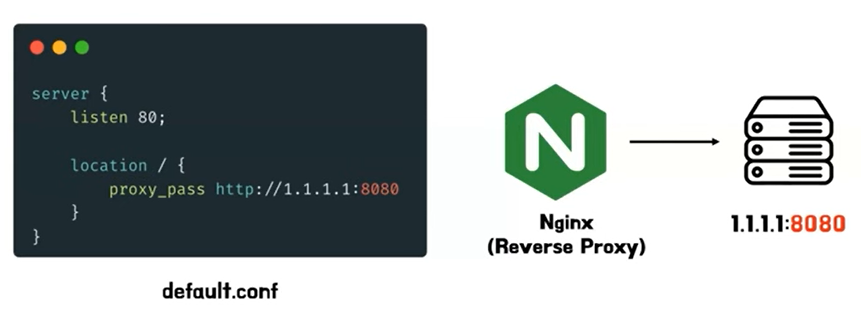 server {
listen 80;
location / {
proxy_pass http://1.1.1.1:8080
}
}
default.conf
N
Nginx
(Reverse Proxy)
1.1.1.1:8080